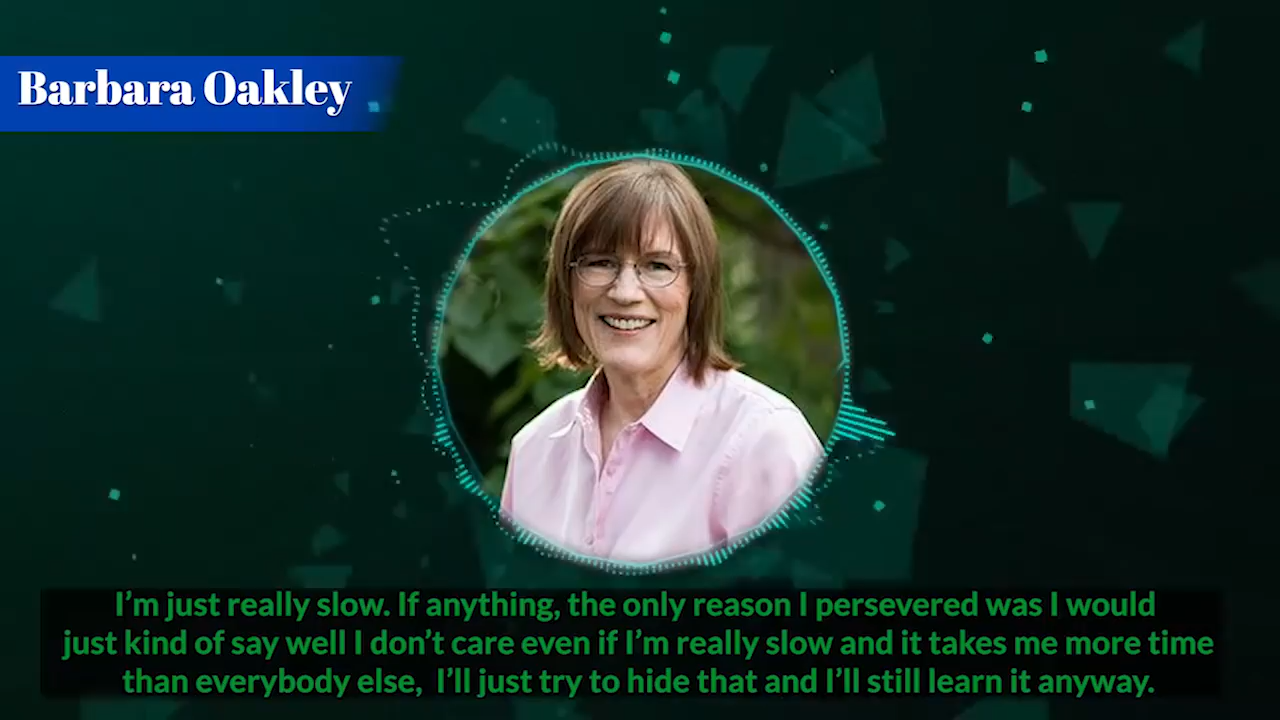 Barbara Oakley
I’m just really slow. If anything, the only reason I persevered was I would
just kind of say well I don’t care even if I’m really slow and it takes me more time
than everybody else, I’ll just try to hide that and I’ll still learn it anyway.